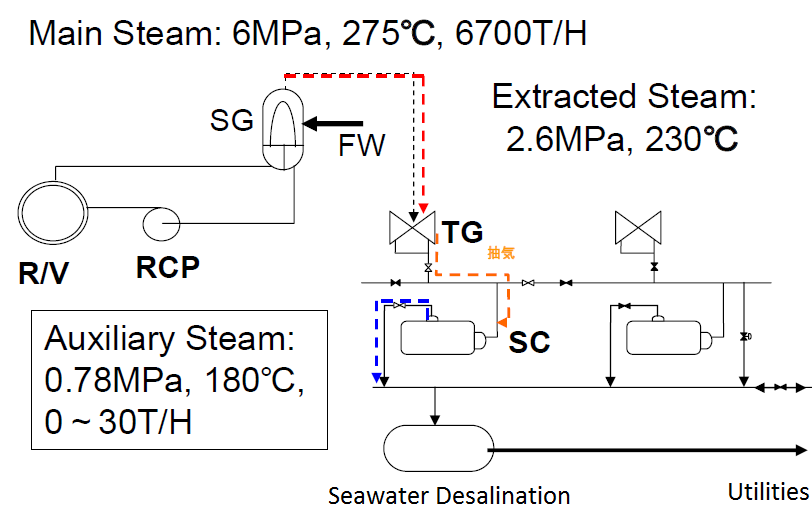 Main Steam: 6MPa, 275℃, 6700T/H
SG
FW
Extracted Steam:
2.6MPa, 230℃
TG
抽気
R/V
RCP
Auxiliary Steam:
0.78MPa, 180℃,
0~30T/H
SC
Seawater Desalination
Utilities